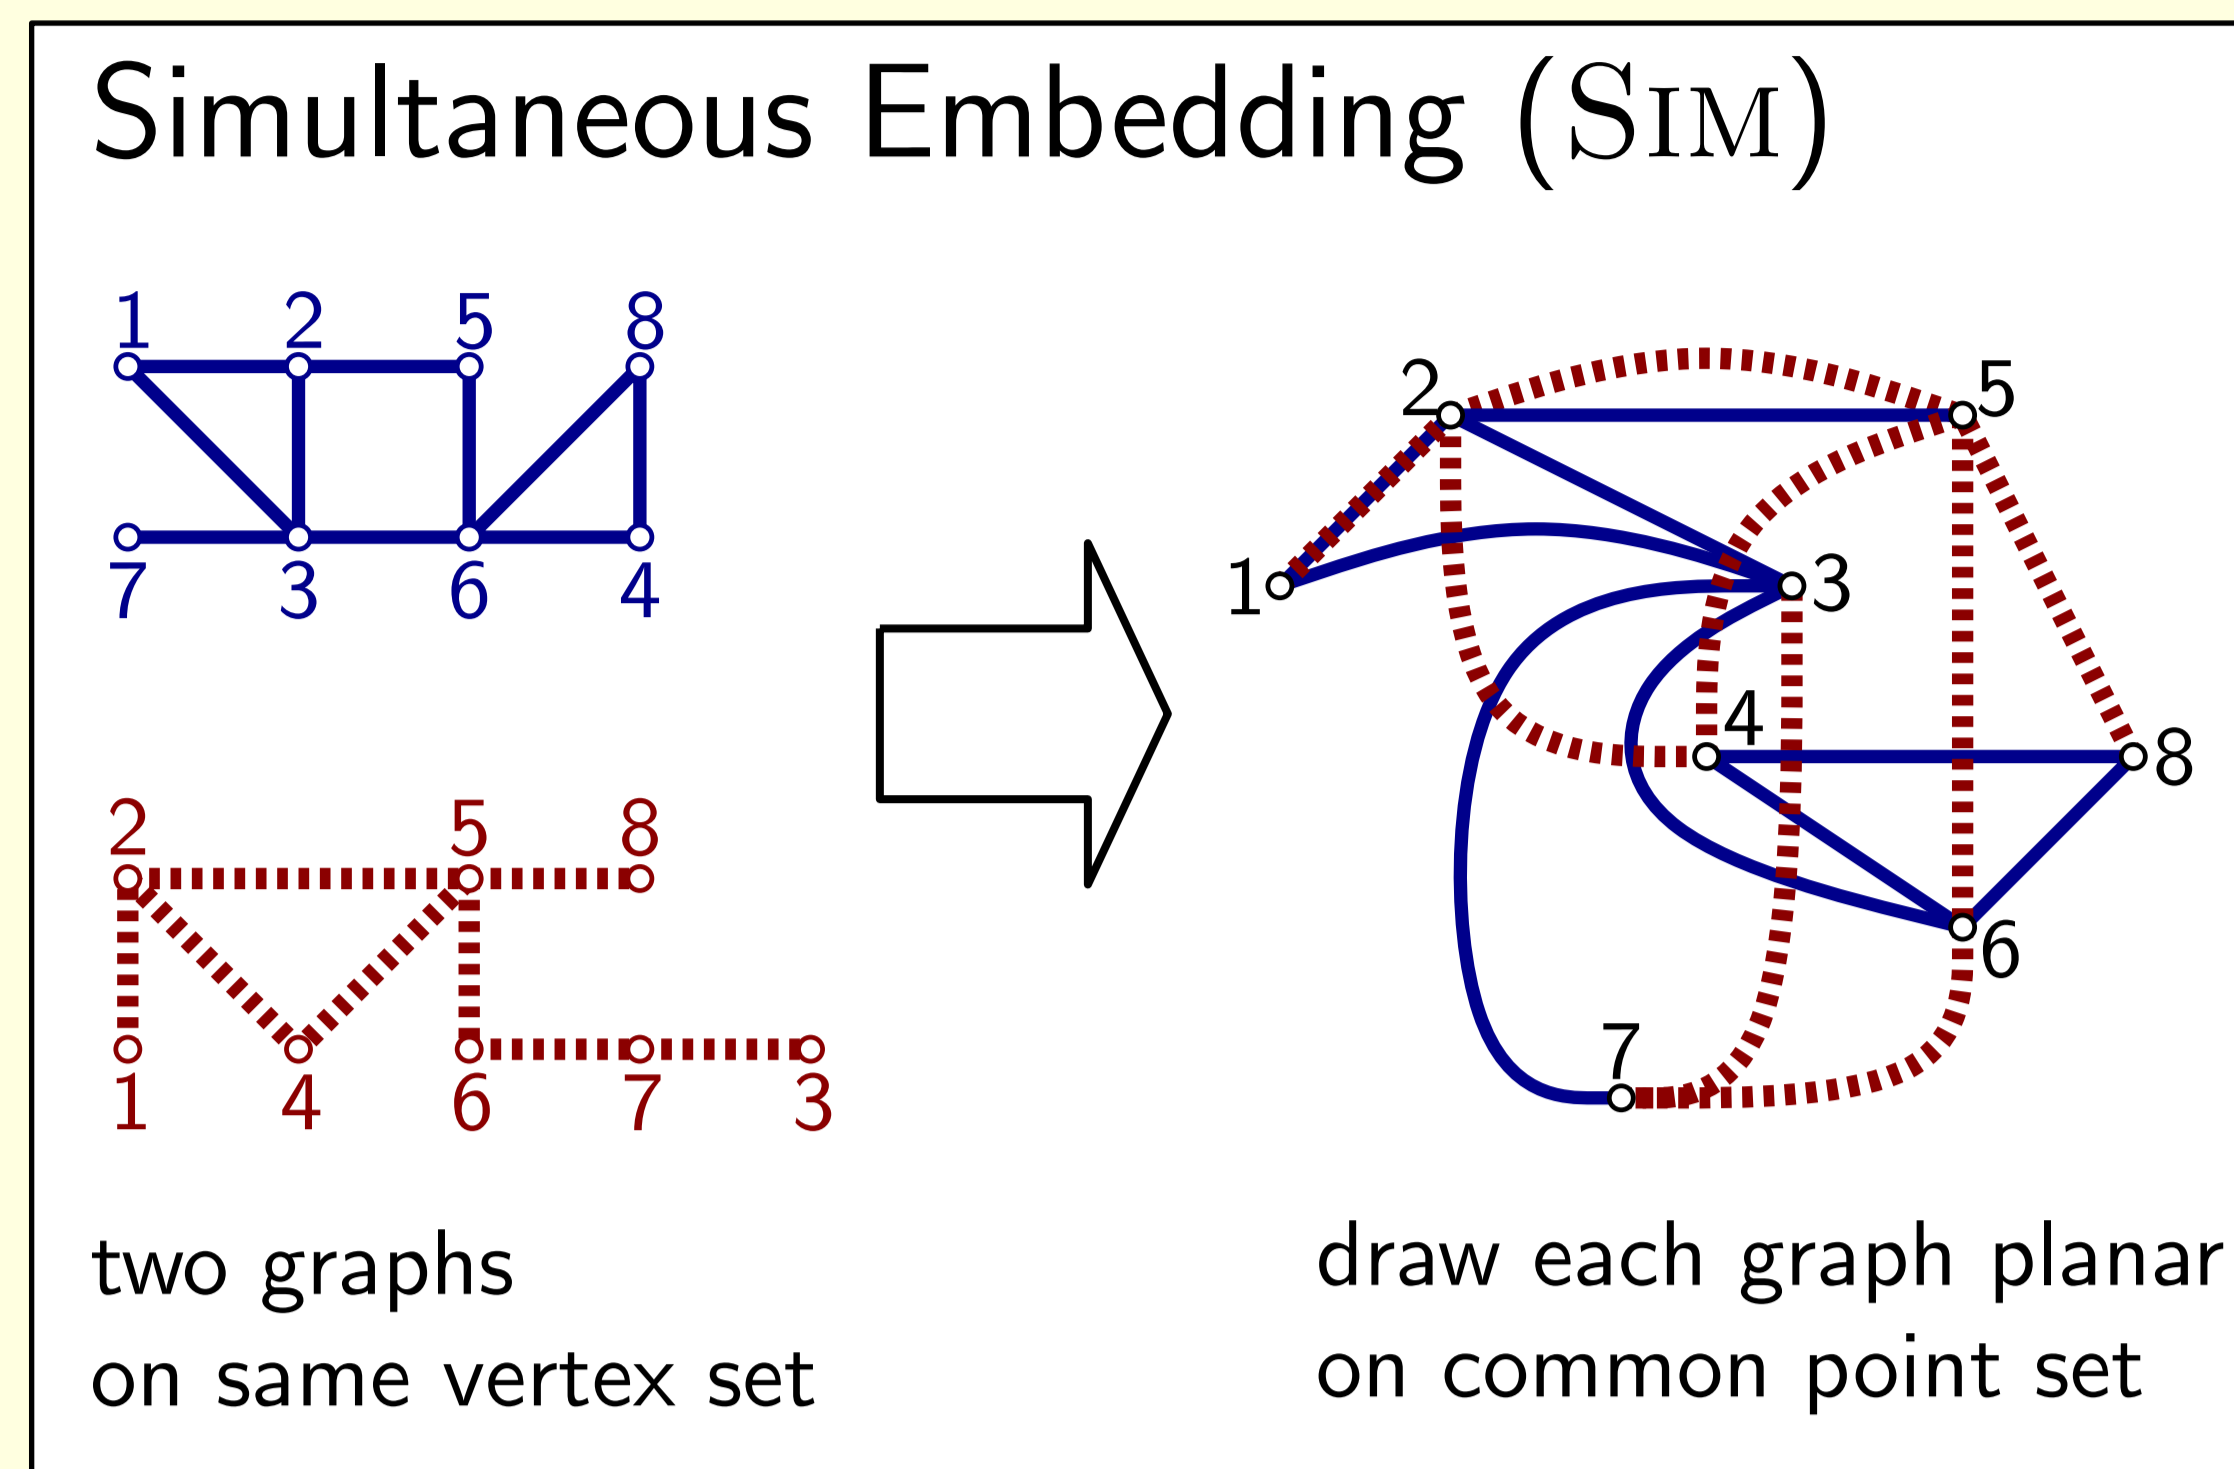 Simultaneous Embedding (SIM)
1 2 5 8
7 3 6 4
2 5 8
1 4 6 7 3
2 5
1 3
4 8
6
7
two graphs
on same vertex set
draw each graph planar
on common point set